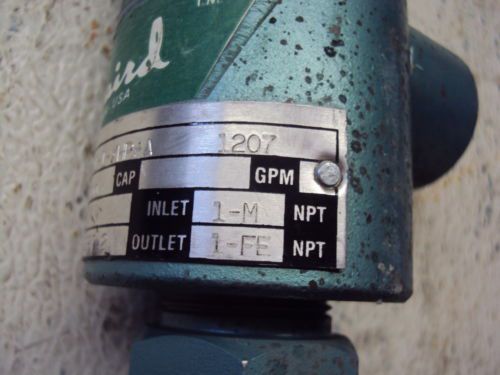 aird
USA
1207
CAP GPM
INLET 1-M NPT
OUTLET 1-FE NPT